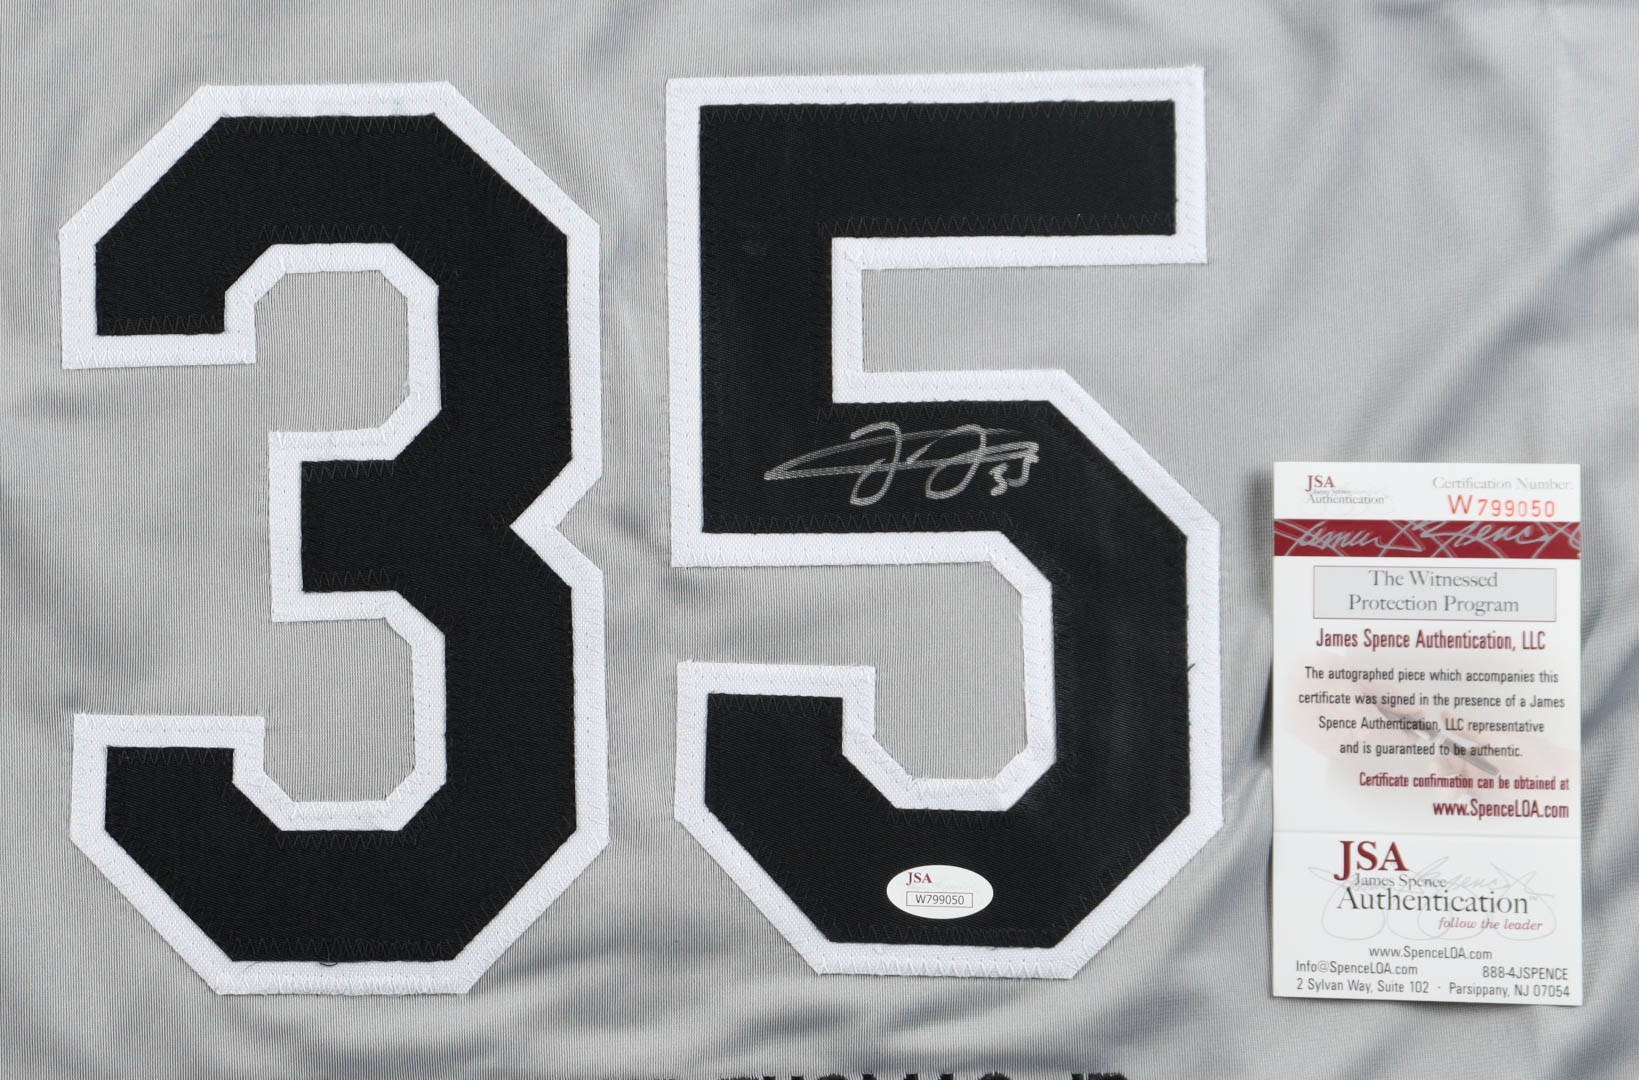 35
35
JSA
W799050
JSA
Authentication
Certification Number:
W799050
The Witnessed
Protection Program
James Spence Authentication, LLC
The autographed piece which accompanies this
certificate was signed in the presence of a James
Spence Authentication, LLC representative
and is guaranteed to be authentic.
Certificate confirmation can be obtained at
www.SpenceLOA.com
JSA
James Spence
Authentication
follow the leader
www.SpenceLOA.com
Info@SpenceLOA.com 888-4JSPENCE
2 Sylvan Way, Suite 102 · Parsippany, NJ 07054